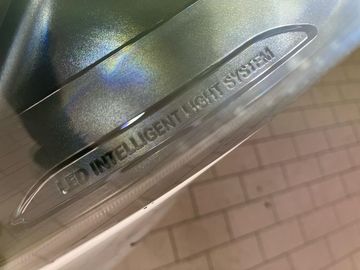 LED INTELLIGENT LIGHT SYSTEM